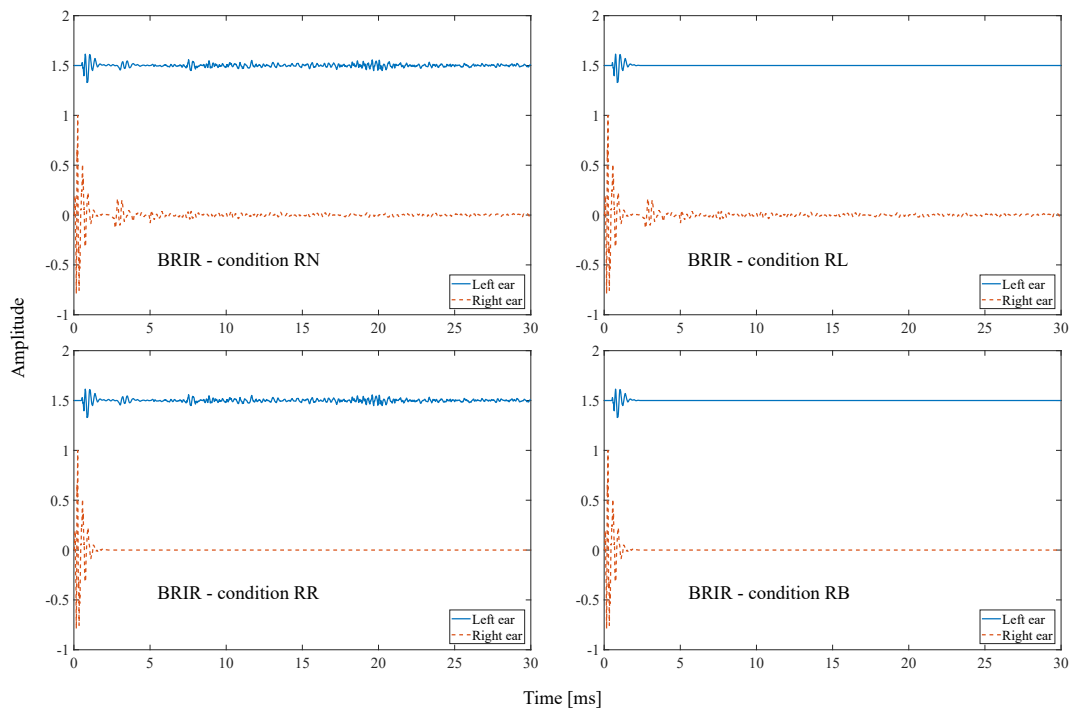 2
1.5
1
0.5
0
-0.5
-1
BRIR - condition RN
Left ear
Right ear
0 5 10 15 20 25 30
2
1.5
1
0.5
0
-0.5
-1
BRIR - condition RL
Left ear
Right ear
0 5 10 15 20 25 30
Amplitude
2
1.5
1
0.5
0
-0.5
-1
BRIR - condition RR
Left ear
Right ear
0 5 10 15 20 25 30
2
1.5
1
0.5
0
-0.5
-1
BRIR - condition RB
Left ear
Right ear
0 5 10 15 20 25 30
Time [ms]